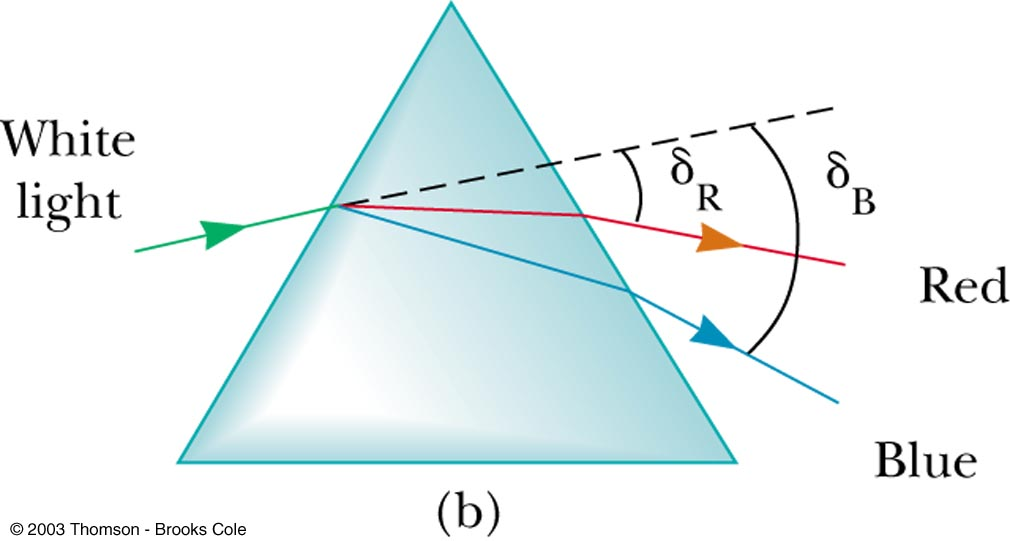 White
light
δR
δB
Red
Blue
(b)
© 2003 Thomson - Brooks Cole